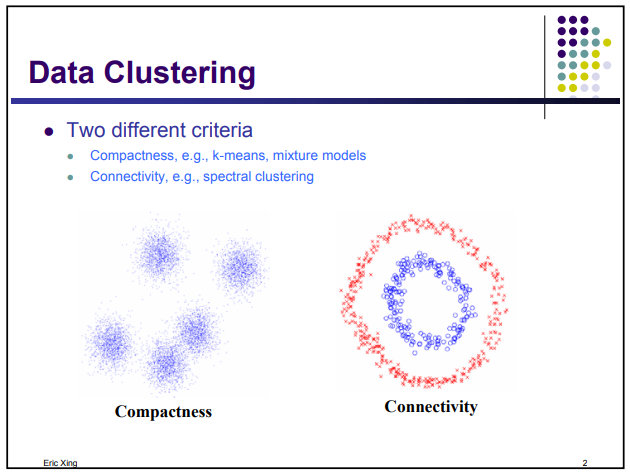 Data Clustering
Two different criteria
Compactness, e.g., k-means, mixture models
Connectivity, e.g., spectral clustering
Compactness
Connectivity
Eric Xing
2